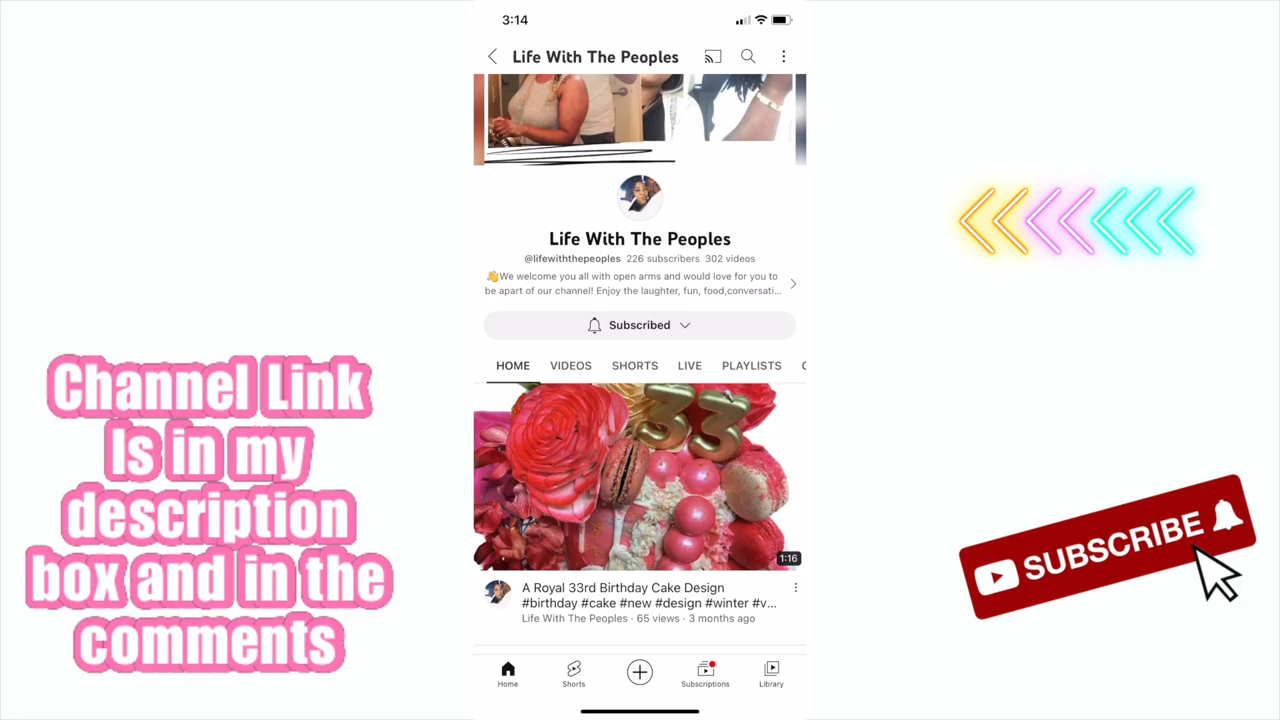 3:14
Life With The Peoples
Life With The Peoples
@lifewiththepeoples 226 subscribers 302 videos
👋We welcome you all with open arms and would love for you to
be apart of our channel! Enjoy the laughter, fun, food,conversati...
Subscribed
HOME VIDEOS SHORTS LIVE PLAYLISTS C
33
1:16
A Royal 33rd Birthday Cake Design
#birthday #cake #new #design #winter #v...
Life With The Peoples · 65 views · 3 months ago
Home Shorts Subscriptions Library
Channel Link
Is in my
description
box and in the
comments
SUBSCRIBE